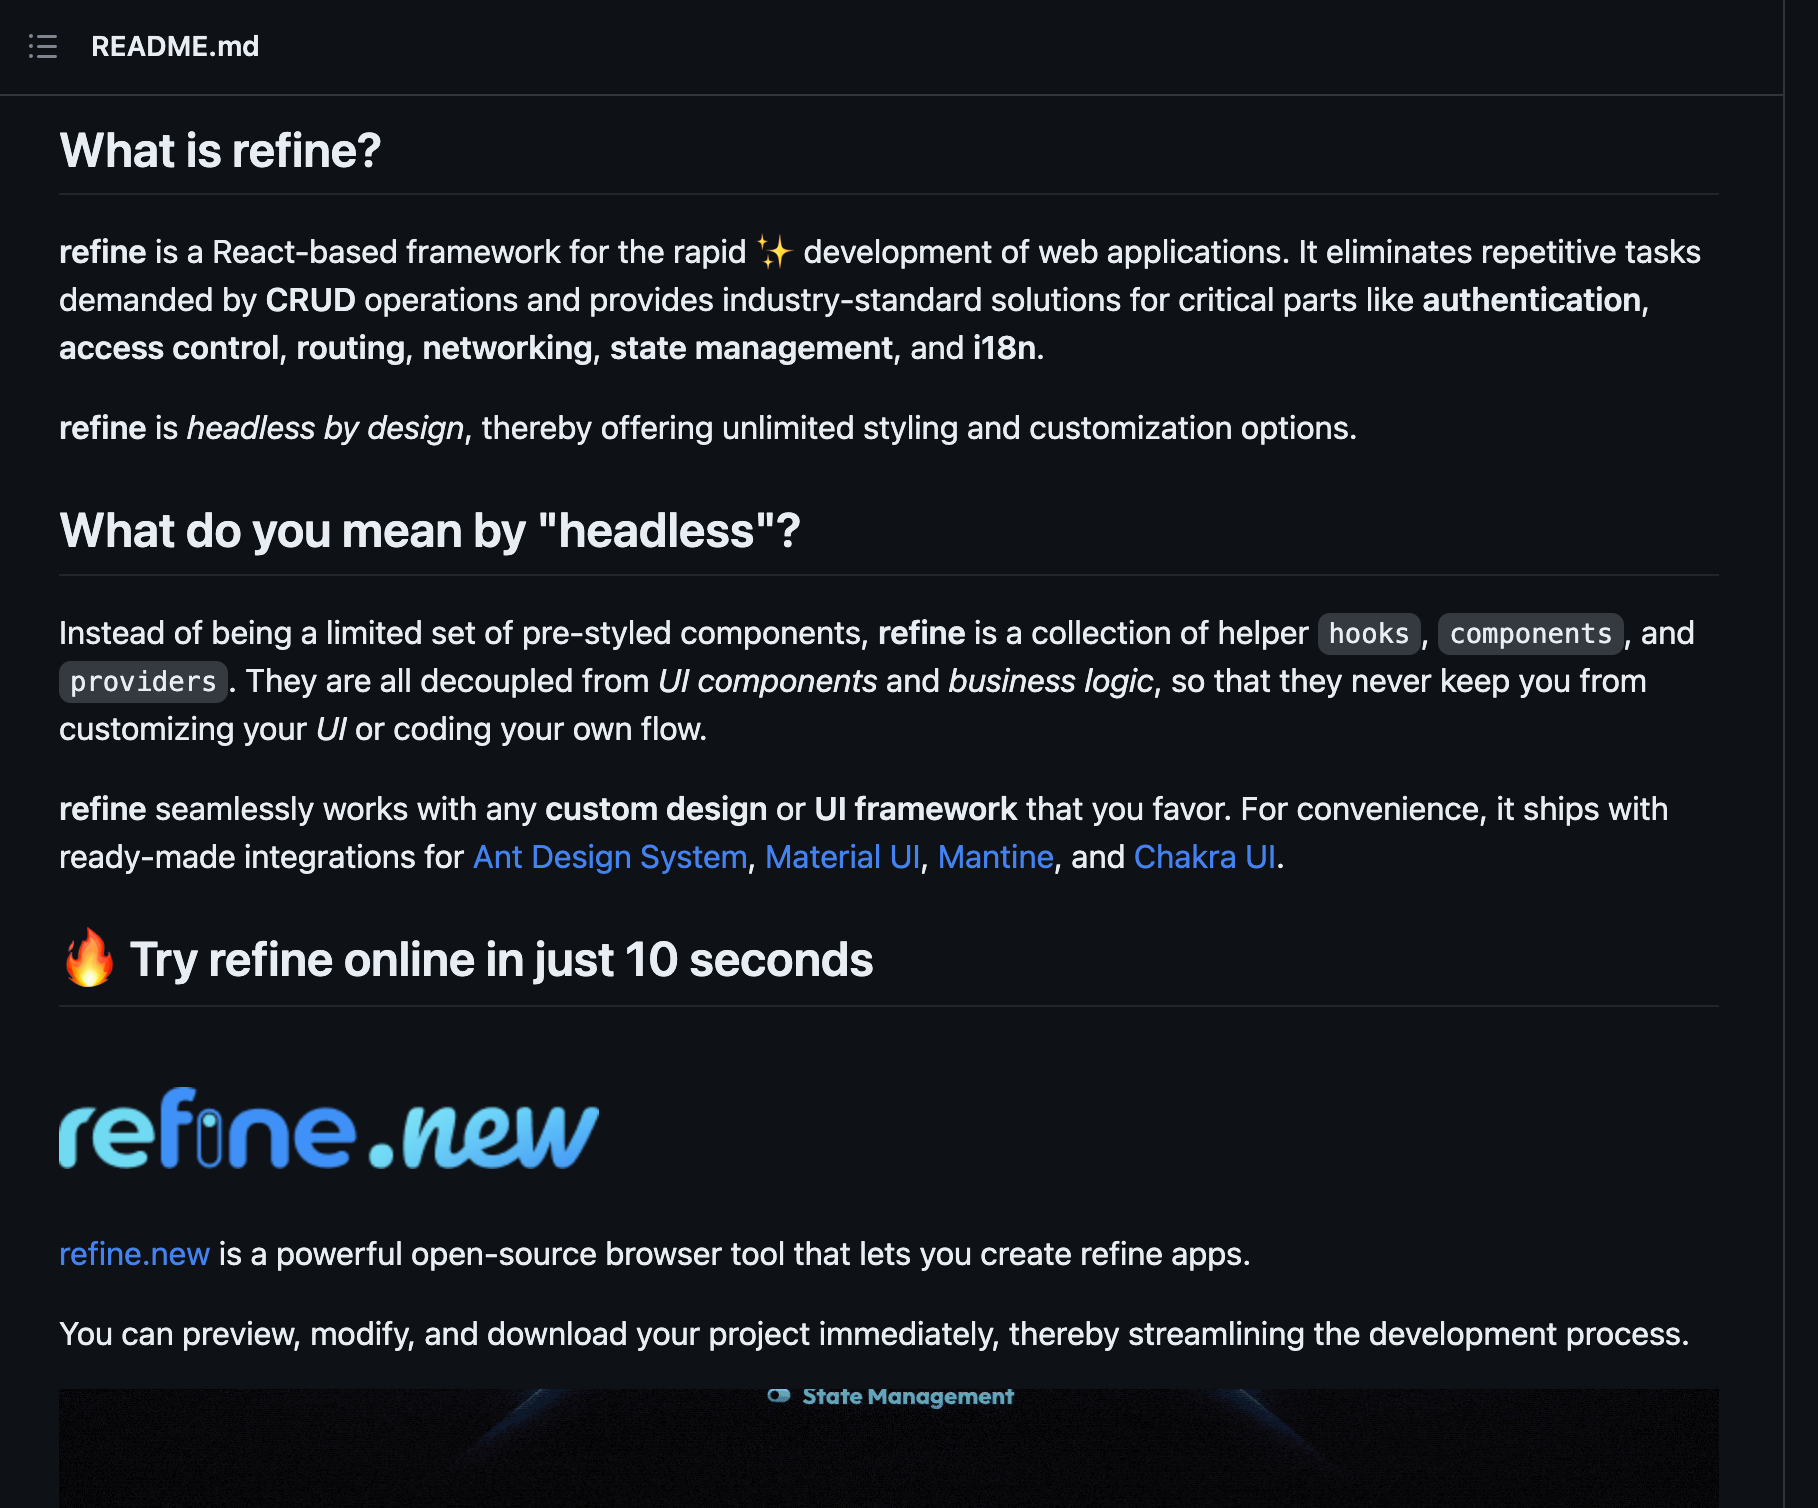 README.md
What is refine?
refine is a React-based framework for the rapid ✨ development of web applications. It eliminates repetitive tasks
demanded by CRUD operations and provides industry-standard solutions for critical parts like authentication,
access control, routing, networking, state management, and i18n.
refine is headless by design, thereby offering unlimited styling and customization options.
What do you mean by "headless"?
Instead of being a limited set of pre-styled components, refine is a collection of helper hooks, components, and
providers. They are all decoupled from UI components and business logic, so that they never keep you from
customizing your UI or coding your own flow.
refine seamlessly works with any custom design or UI framework that you favor. For convenience, it ships with
ready-made integrations for Ant Design System, Material UI, Mantine, and Chakra UI.
🔥 Try refine online in just 10 seconds
refine.new
refine.new is a powerful open-source browser tool that lets you create refine apps.
You can preview, modify, and download your project immediately, thereby streamlining the development process.
State Management